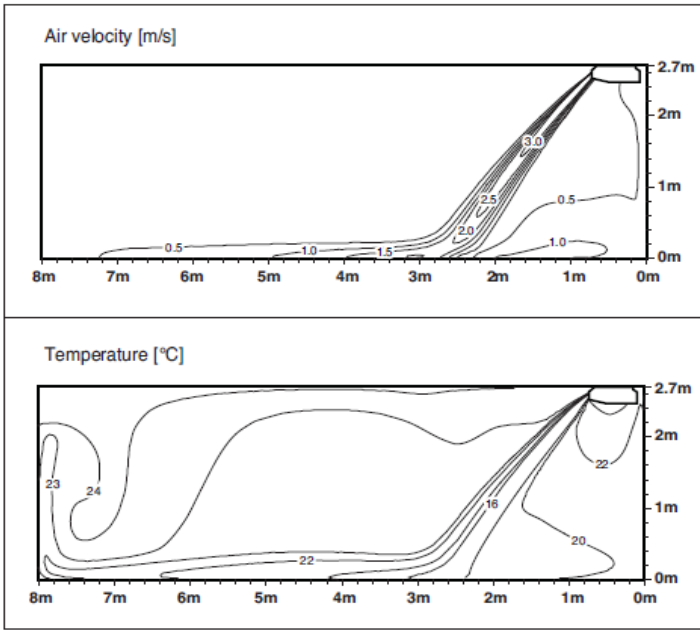 Air velocity [m/s]
2.7m
2m
3.0
2.5
0.5
1m
2.0
0.5
1.0
1.5
1.0
0m
8m 7m 6m 5m 4m 3m 2m 1m 0m
Temperature [°C]
2.7m
2m
22
23
24
16
1m
20
22
0m
8m 7m 6m 5m 4m 3m 2m 1m 0m